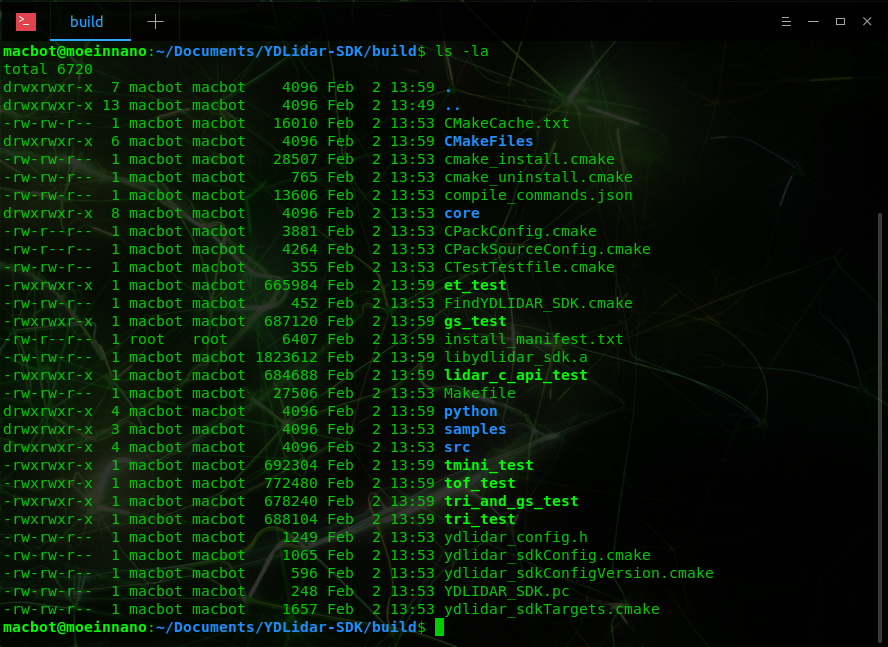 build
macbot@moeinnano:~/Documents/YDLidar-SDK/build$ ls -la
total 6720
drwxrwxr-x  7 macbot macbot    4096 Feb  2 13:59 .
drwxrwxr-x 13 macbot macbot    4096 Feb  2 13:49 ..
-rw-rw-r--  1 macbot macbot   16010 Feb  2 13:53 CMakeCache.txt
drwxrwxr-x  6 macbot macbot    4096 Feb  2 13:59 CMakeFiles
-rw-rw-r--  1 macbot macbot   28507 Feb  2 13:53 cmake_install.cmake
-rw-rw-r--  1 macbot macbot     765 Feb  2 13:53 cmake_uninstall.cmake
-rw-rw-r--  1 macbot macbot   13606 Feb  2 13:53 compile_commands.json
drwxrwxr-x  8 macbot macbot    4096 Feb  2 13:53 core
-rw-r--r--  1 macbot macbot    3881 Feb  2 13:53 CPackConfig.cmake
-rw-r--r--  1 macbot macbot    4264 Feb  2 13:53 CPackSourceConfig.cmake
-rw-rw-r--  1 macbot macbot     355 Feb  2 13:53 CTestTestfile.cmake
-rwxrwxr-x  1 macbot macbot  665984 Feb  2 13:59 et_test
-rw-rw-r--  1 macbot macbot     452 Feb  2 13:53 FindYDLIDAR_SDK.cmake
-rwxrwxr-x  1 macbot macbot  687120 Feb  2 13:59 gs_test
-rw-r--r--  1 root   root      6407 Feb  2 13:59 install_manifest.txt
-rw-rw-r--  1 macbot macbot 1823612 Feb  2 13:59 libydlidar_sdk.a
-rwxrwxr-x  1 macbot macbot  684688 Feb  2 13:59 lidar_c_api_test
-rw-rw-r--  1 macbot macbot   27506 Feb  2 13:53 Makefile
drwxrwxr-x  4 macbot macbot    4096 Feb  2 13:59 python
drwxrwxr-x  3 macbot macbot    4096 Feb  2 13:53 samples
drwxrwxr-x  4 macbot macbot    4096 Feb  2 13:53 src
-rwxrwxr-x  1 macbot macbot  692304 Feb  2 13:59 tmini_test
-rwxrwxr-x  1 macbot macbot  772480 Feb  2 13:59 tof_test
-rwxrwxr-x  1 macbot macbot  678240 Feb  2 13:59 tri_and_gs_test
-rwxrwxr-x  1 macbot macbot  688104 Feb  2 13:59 tri_test
-rw-rw-r--  1 macbot macbot    1249 Feb  2 13:53 ydlidar_config.h
-rw-rw-r--  1 macbot macbot    1065 Feb  2 13:53 ydlidar_sdkConfig.cmake
-rw-rw-r--  1 macbot macbot     596 Feb  2 13:53 ydlidar_sdkConfigVersion.cmake
-rw-rw-r--  1 macbot macbot     248 Feb  2 13:53 YDLIDAR_SDK.pc
-rw-rw-r--  1 macbot macbot    1657 Feb  2 13:53 ydlidar_sdkTargets.cmake
macbot@moeinnano:~/Documents/YDLidar-SDK/build$